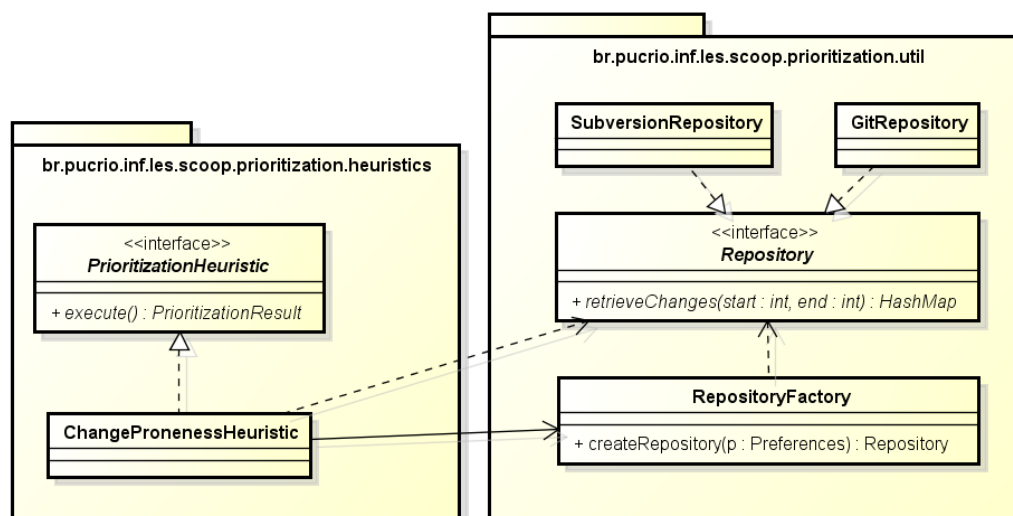 br.pucrio.inf.les.scoop.prioritization.heuristics
<<interface>>
PrioritizationHeuristic
+ execute() : PrioritizationResult
ChangePronenessHeuristic
br.pucrio.inf.les.scoop.prioritization.util
SubversionRepository
GitRepository
<<interface>>
Repository
+ retrieveChanges(start : int, end : int) : HashMap
RepositoryFactory
+ createRepository(p : Preferences) : Repository